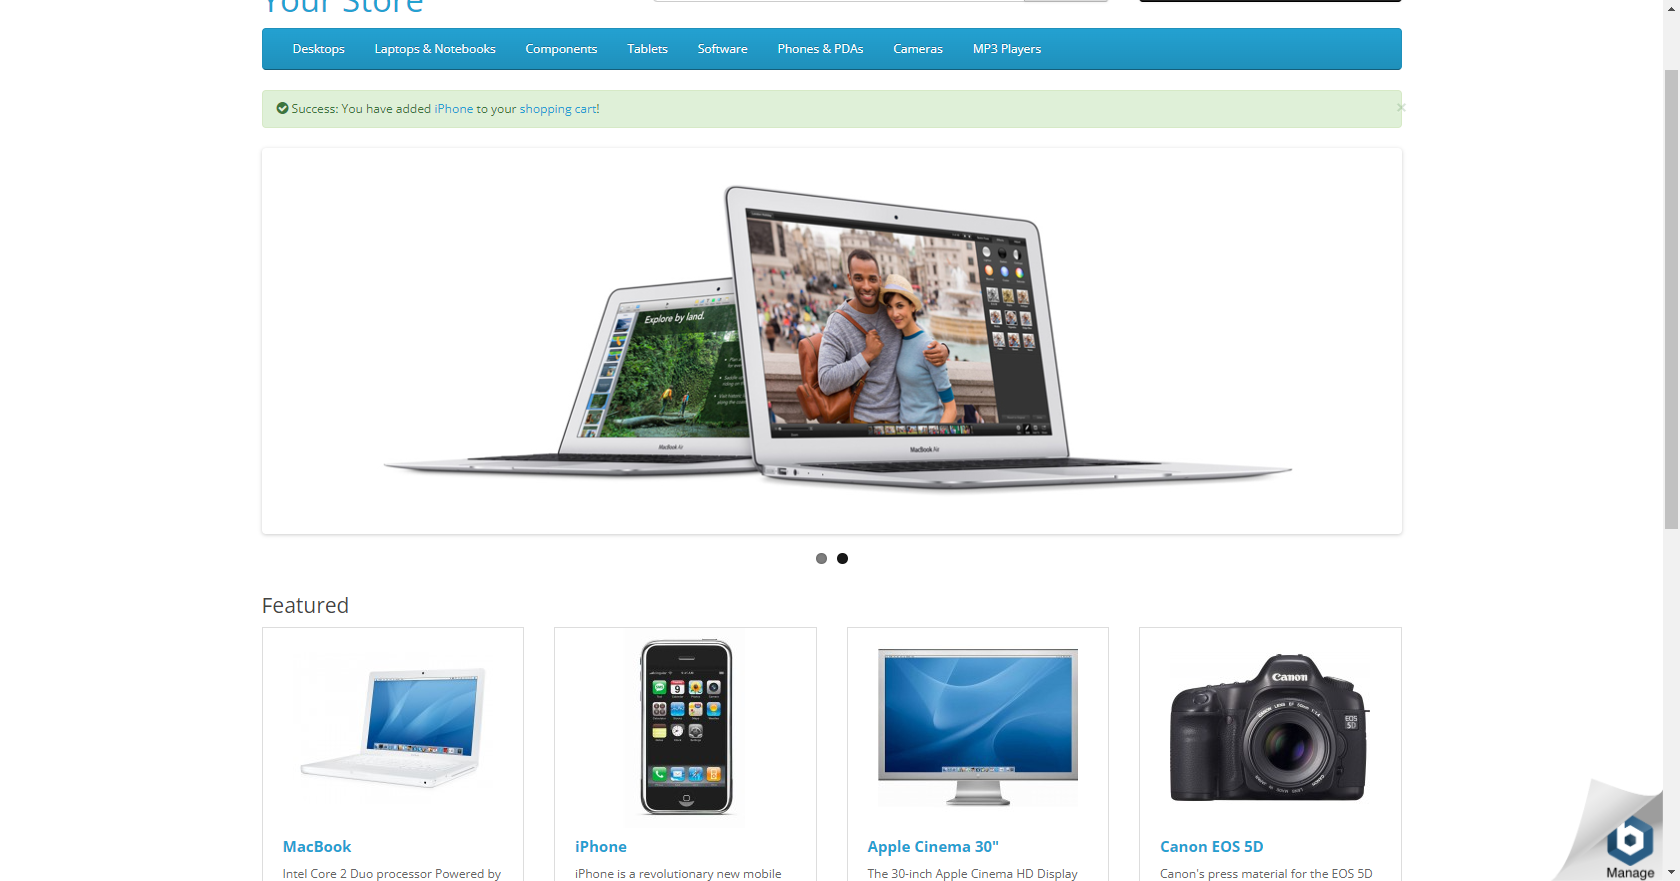 Your Store
Desktops Laptops & Notebooks Components Tablets Software Phones & PDAs Cameras MP3 Players
Success: You have added iPhone to your shopping cart! ×
Explore by land.
MacBook Air
MacBook Air
Featured
Canon
EOS
5D
MacBook
iPhone
Apple Cinema 30"
Canon EOS 5D
Intel Core 2 Duo processor Powered by
iPhone is a revolutionary new mobile
The 30-inch Apple Cinema HD Display
Canon's press material for the EOS 5D
b
Manage